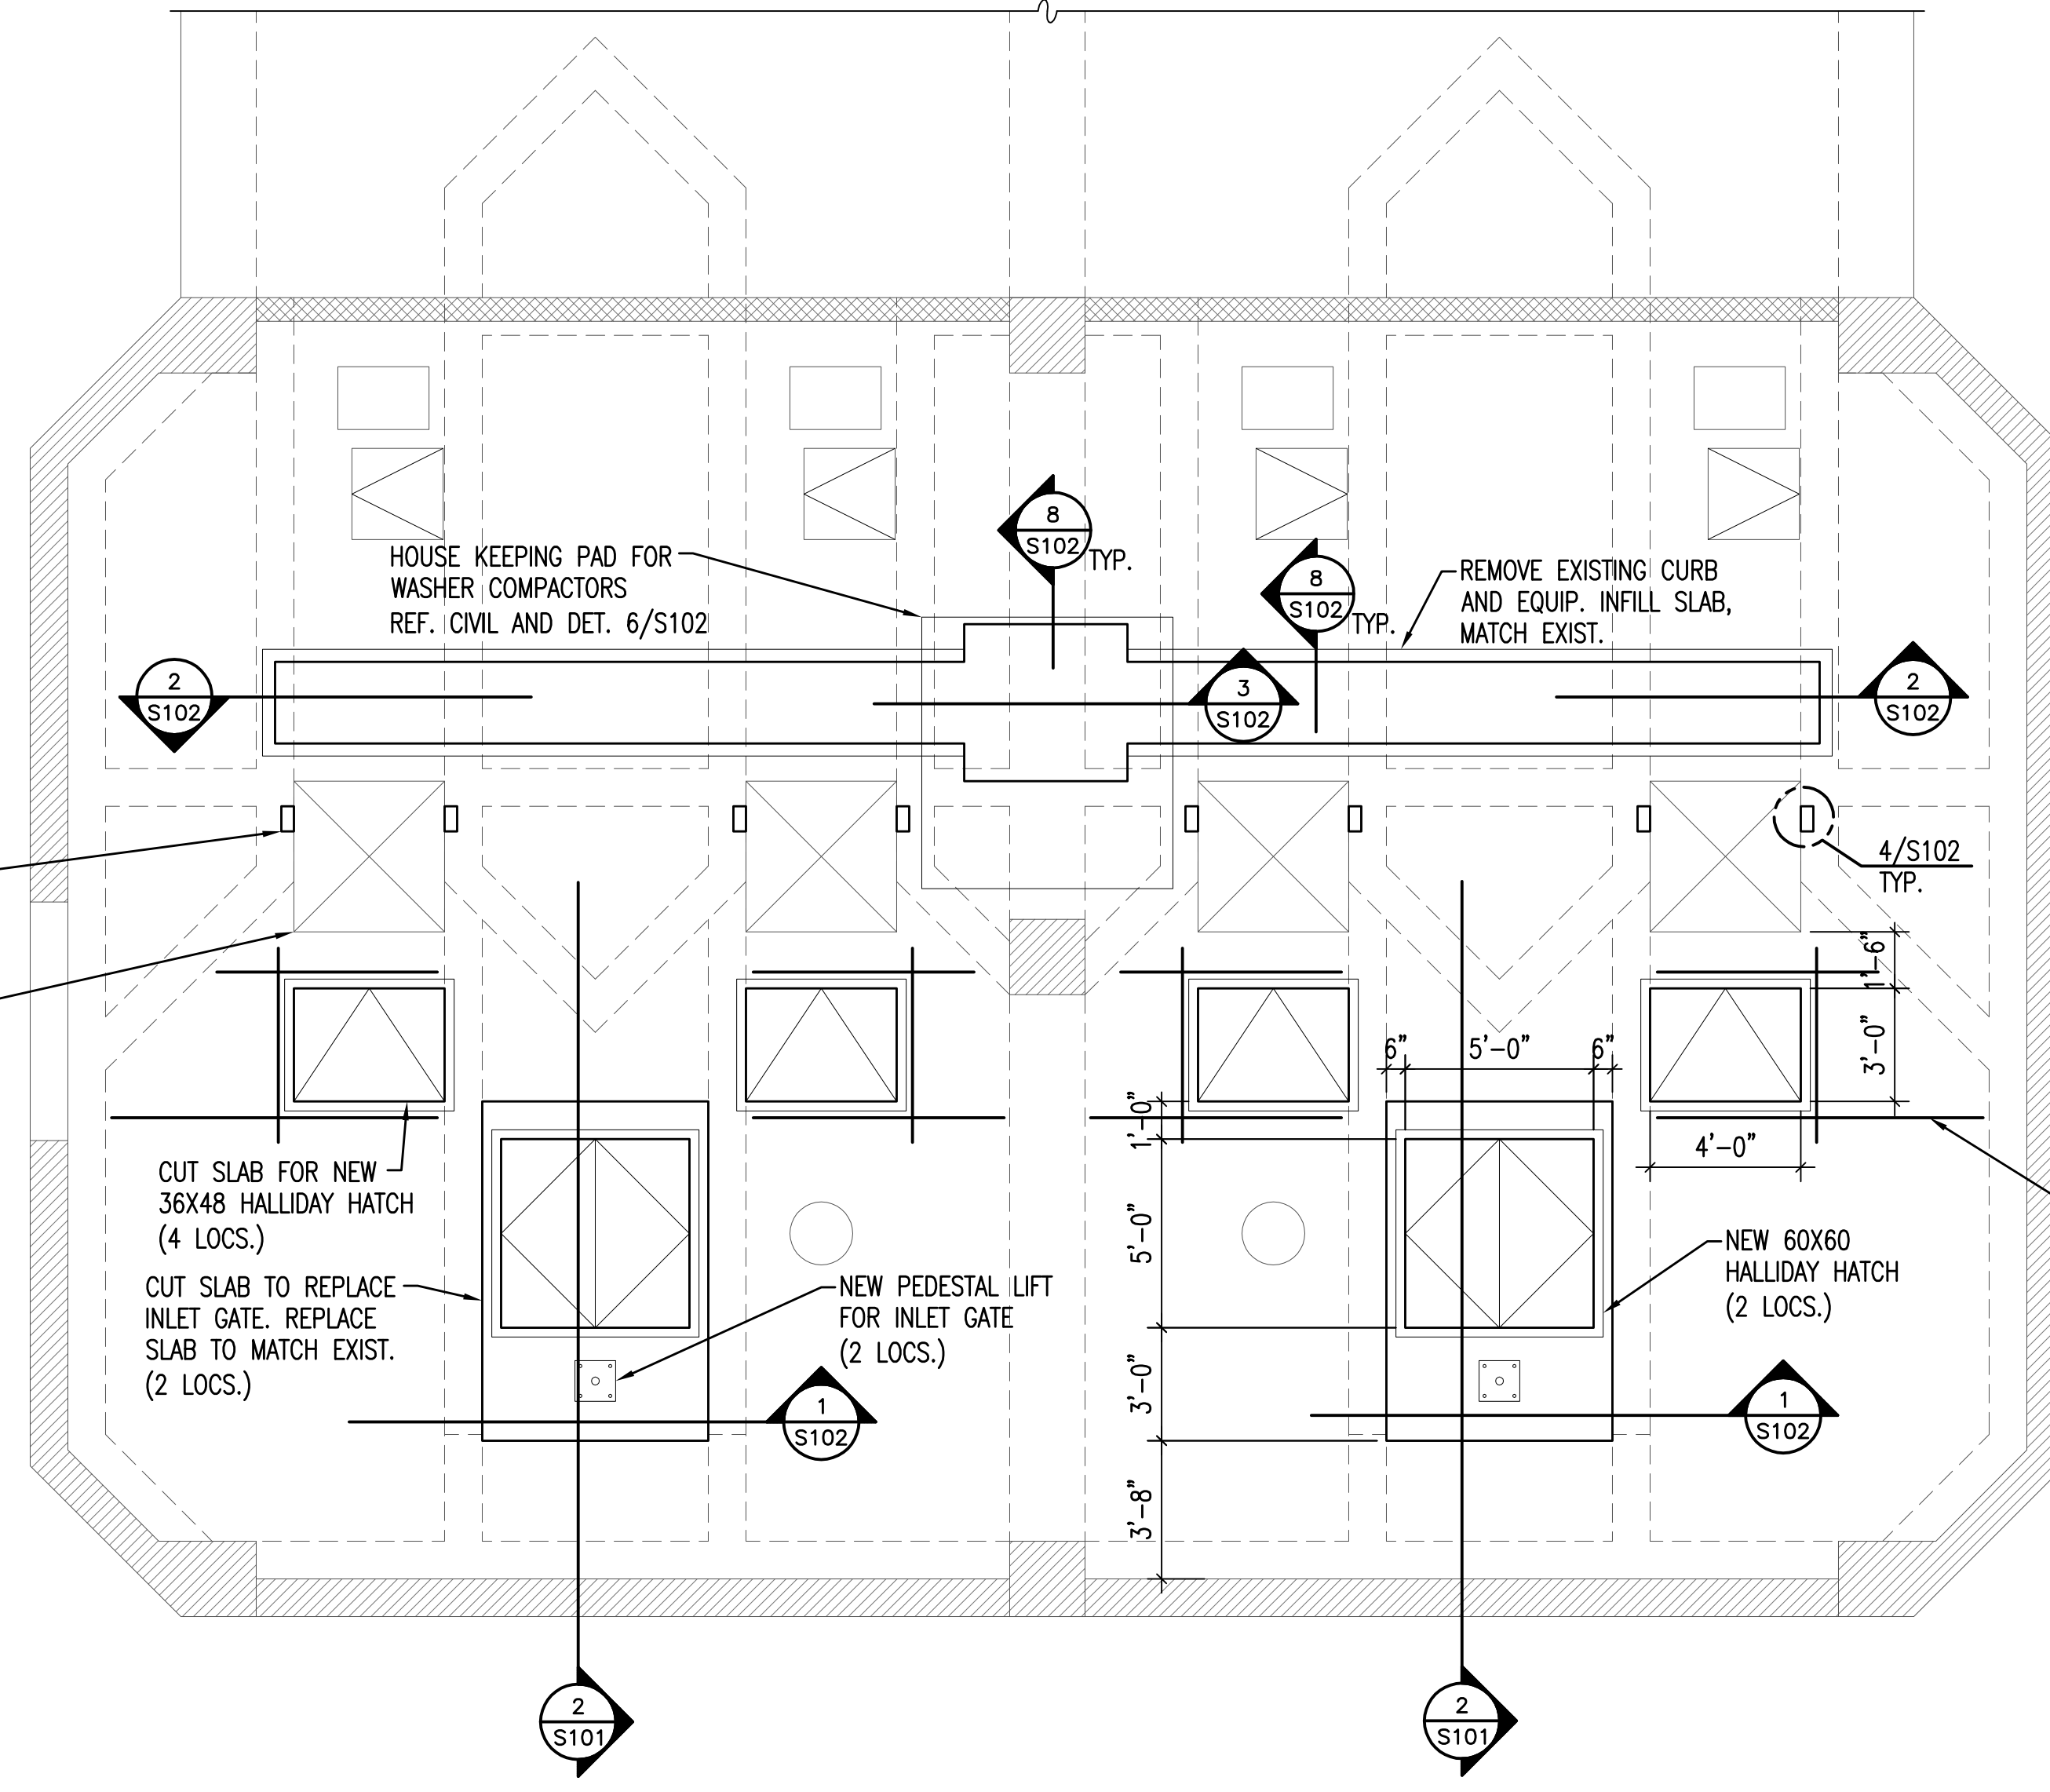 8
S102
TYP.
HOUSE KEEPING PAD FOR
WASHER COMPACTORS
REF. CIVIL AND DET. 6/S102
8
S102
TYP.
REMOVE EXISTING CURB
AND EQUIP. INFILL SLAB,
MATCH EXIST.
2
S102
3
S102
2
S102
4/S102
TYP.
1'-6"
3'-0"
4'-0"
6"
5'-0"
6"
1'-0"
5'-0"
3'-0"
3'-8"
CUT SLAB FOR NEW
36X48 HALLIDAY HATCH
(4 LOCS.)
CUT SLAB TO REPLACE
INLET GATE. REPLACE
SLAB TO MATCH EXIST.
(2 LOCS.)
NEW PEDESTAL LIFT
FOR INLET GATE
(2 LOCS.)
NEW 60X60
HALLIDAY HATCH
(2 LOCS.)
1
S102
1
S102
2
S101
2
S101